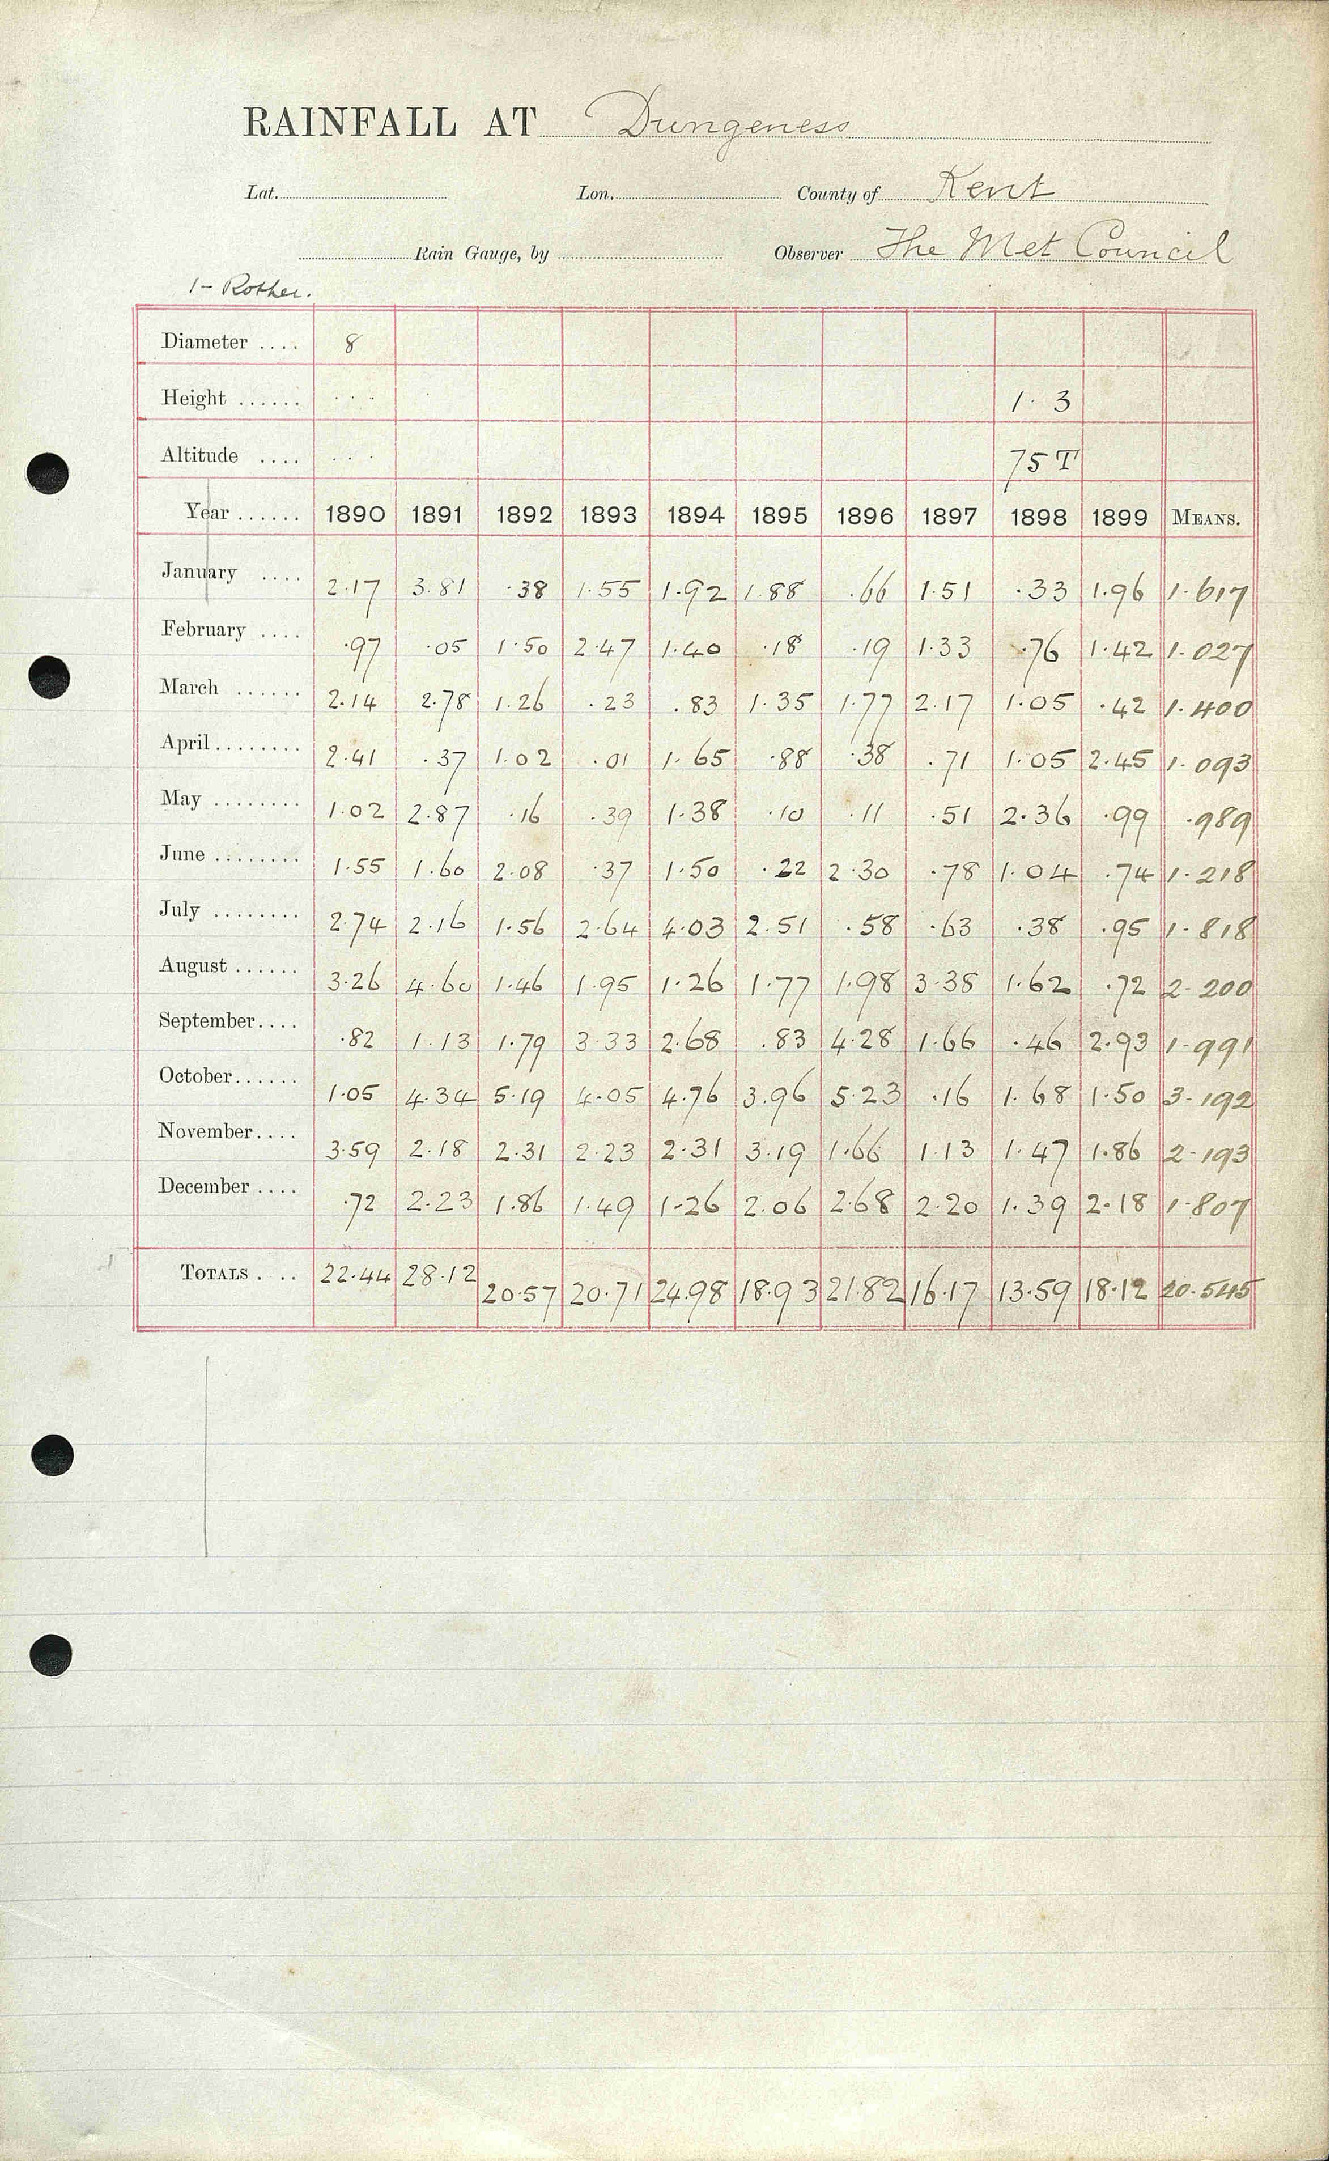 RAINFALL AT Dungeness
Lat. Lon. County of Kent
Rain Gauge, by Observer The Met Council
1- Rother.
Diameter .... 8
Height ...... ... 1·3
Altitude .... ... 75 T
Year ...... 1890 1891 1892 1893 1894 1895 1896 1897 1898 1899 MEANS.
January .... 2·17 3·81 ·38 1·55 1·92 1·88 ·66 1·51 ·33 1·96 1·617
February .... ·97 ·05 1·50 2·47 1·40 ·18 ·19 1·33 ·76 1·42 1·027
March ...... 2·14 2·78 1·26 ·23 ·83 1·35 1·77 2·17 1·05 ·42 1·400
April ........ 2·41 ·37 1·02 ·01 1·65 ·88 ·38 ·71 1·05 2·45 1·093
May ........ 1·02 2·87 ·16 ·39 1·38 ·10 ·11 ·51 2·36 ·99 ·989
June ........ 1·55 1·60 2·08 ·37 1·50 ·22 2·30 ·78 1·04 ·74 1·218
July ........ 2·74 2·16 1·56 2·64 4·03 2·51 ·58 ·63 ·38 ·95 1·818
August ...... 3·26 4·60 1·46 1·95 1·26 1·77 1·98 3·38 1·62 ·72 2·200
September.... ·82 1·13 1·79 3·33 2·68 ·83 4·28 1·66 ·46 2·93 1·991
October...... 1·05 4·34 5·19 4·05 4·76 3·96 5·23 ·16 1·68 1·50 3·192
November.... 3·59 2·18 2·31 2·23 2·31 3·19 1·66 1·13 1·47 1·86 2·193
December .... ·72 2·23 1·86 1·49 1·26 2·06 2·68 2·20 1·39 2·18 1·807
TOTALS .... 22·44 28·12 20·57 20·71 24·98 18·93 21·82 16·17 13·59 18·12 20·545